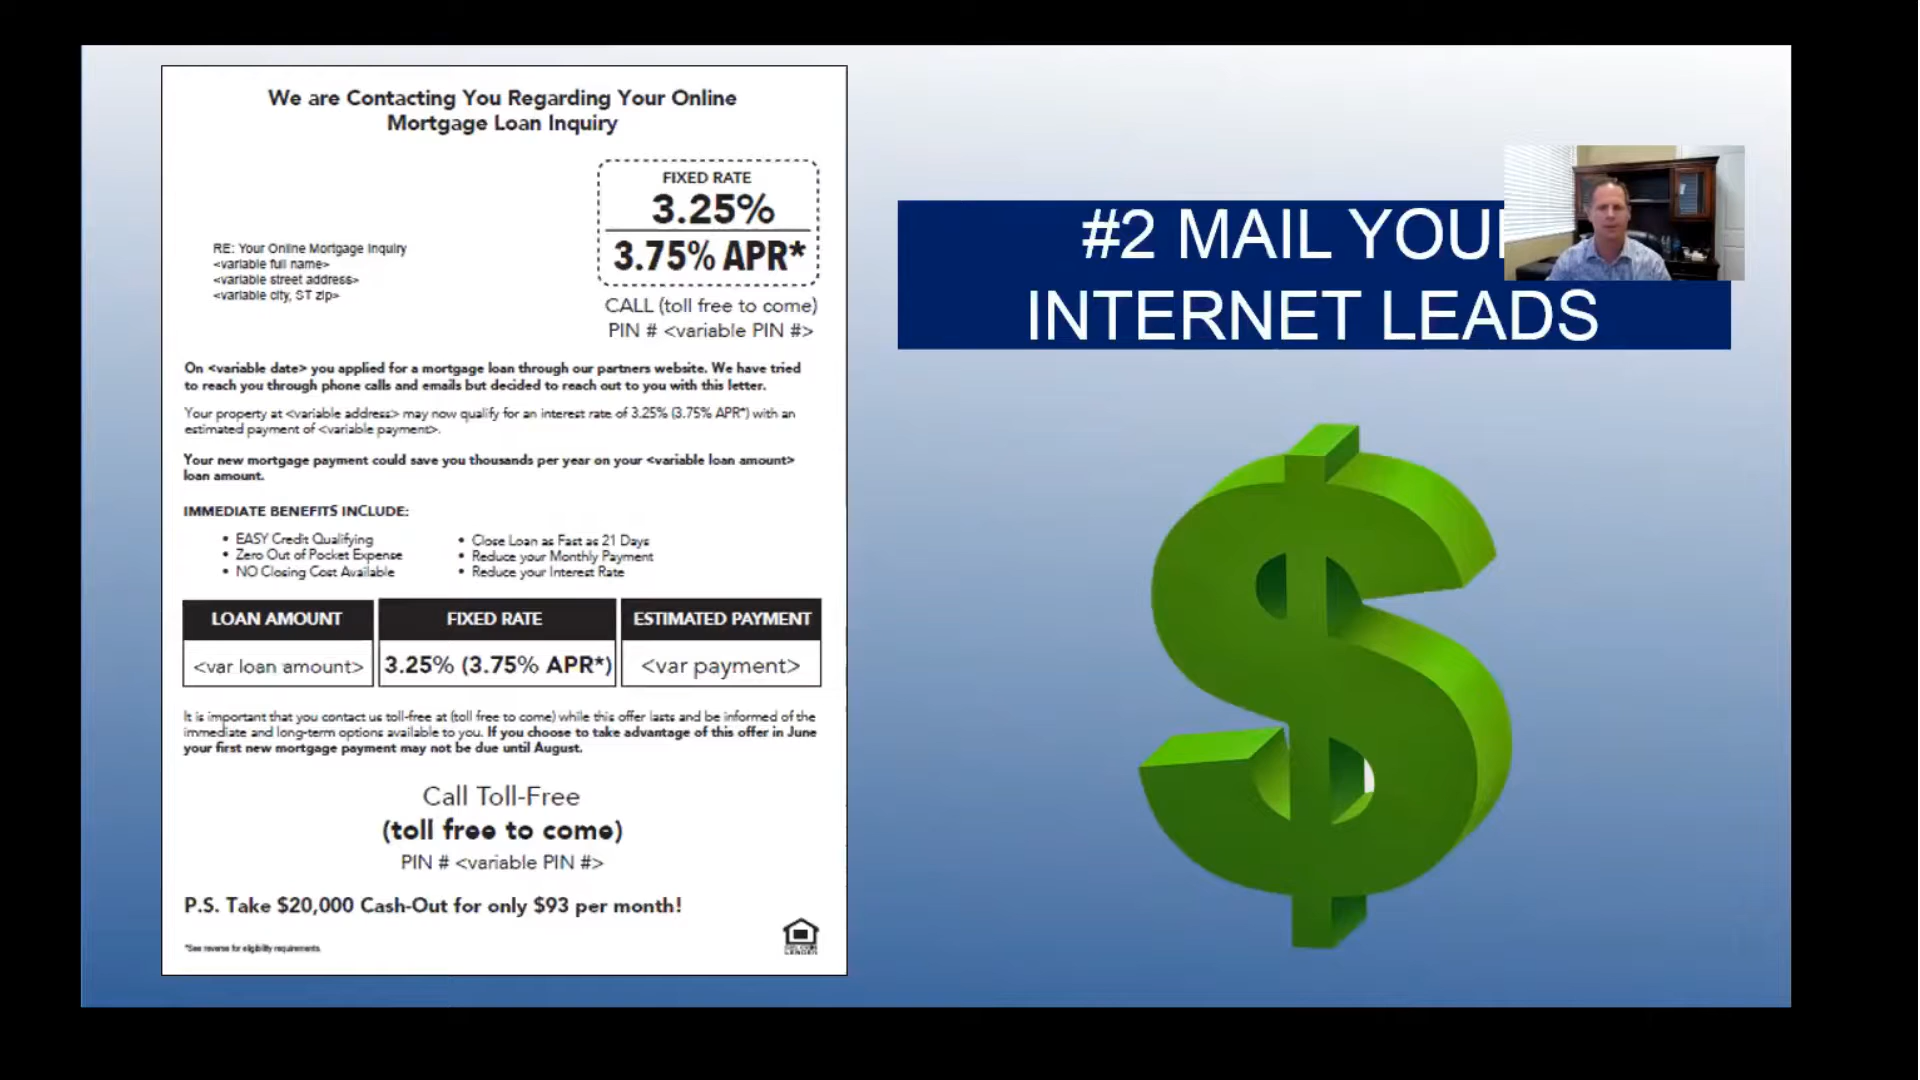 We are Contacting You Regarding Your Online
Mortgage Loan Inquiry
FIXED RATE
3.25%
3.75% APR*
CALL (toll free to come)
PIN # <variable PIN #>
RE: Your Online Mortgage Inquiry
<variable full name>
<variable street address>
<variable city, ST zip>
On <variable date> you applied for a mortgage loan through our partners website. We have tried
to reach you through phone calls and emails but decided to reach out to you with this letter.
Your property at <variable address> may now qualify for an interest rate of 3.25% (3.75% APR*) with an
estimated payment of <variable payment>.
Your new mortgage payment could save you thousands per year on your <variable loan amount>
loan amount.
IMMEDIATE BENEFITS INCLUDE:
• EASY Credit Qualifying
• Zero Out of Pocket Expense
• NO Closing Cost Available
• Close Loan as Fast as 21 Days
• Reduce your Monthly Payment
• Reduce your Interest Rate
LOAN AMOUNT FIXED RATE ESTIMATED PAYMENT
<var loan amount> 3.25% (3.75% APR*) <var payment>
It is important that you contact us toll-free at (toll free to come) while this offer lasts and be informed of the
immediate and long-term options available to you. If you choose to take advantage of this offer in June
your first new mortgage payment may not be due until August.
Call Toll-Free
(toll free to come)
PIN # <variable PIN #>
P.S. Take $20,000 Cash-Out for only $93 per month!
*See reverse for eligibility requirements.
#2 MAIL YOU
INTERNET LEADS
$